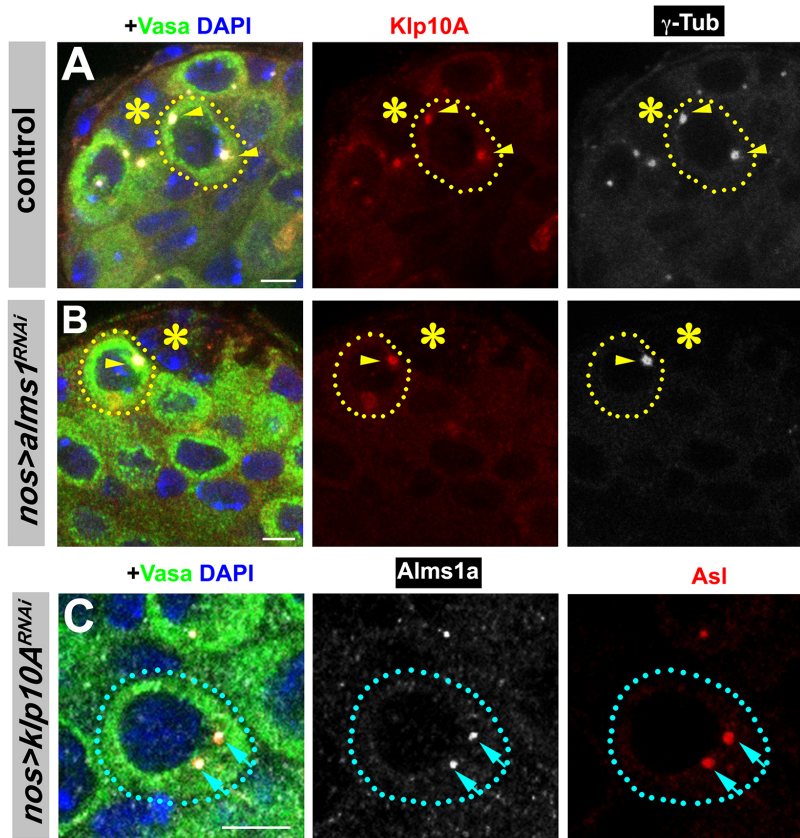 +Vasa DAPI
Klp10A
γ-Tub
control
A
nos>alms1RNAi
B
+Vasa DAPI
Alms1a
Asl
nos>klp10ARNAi
C